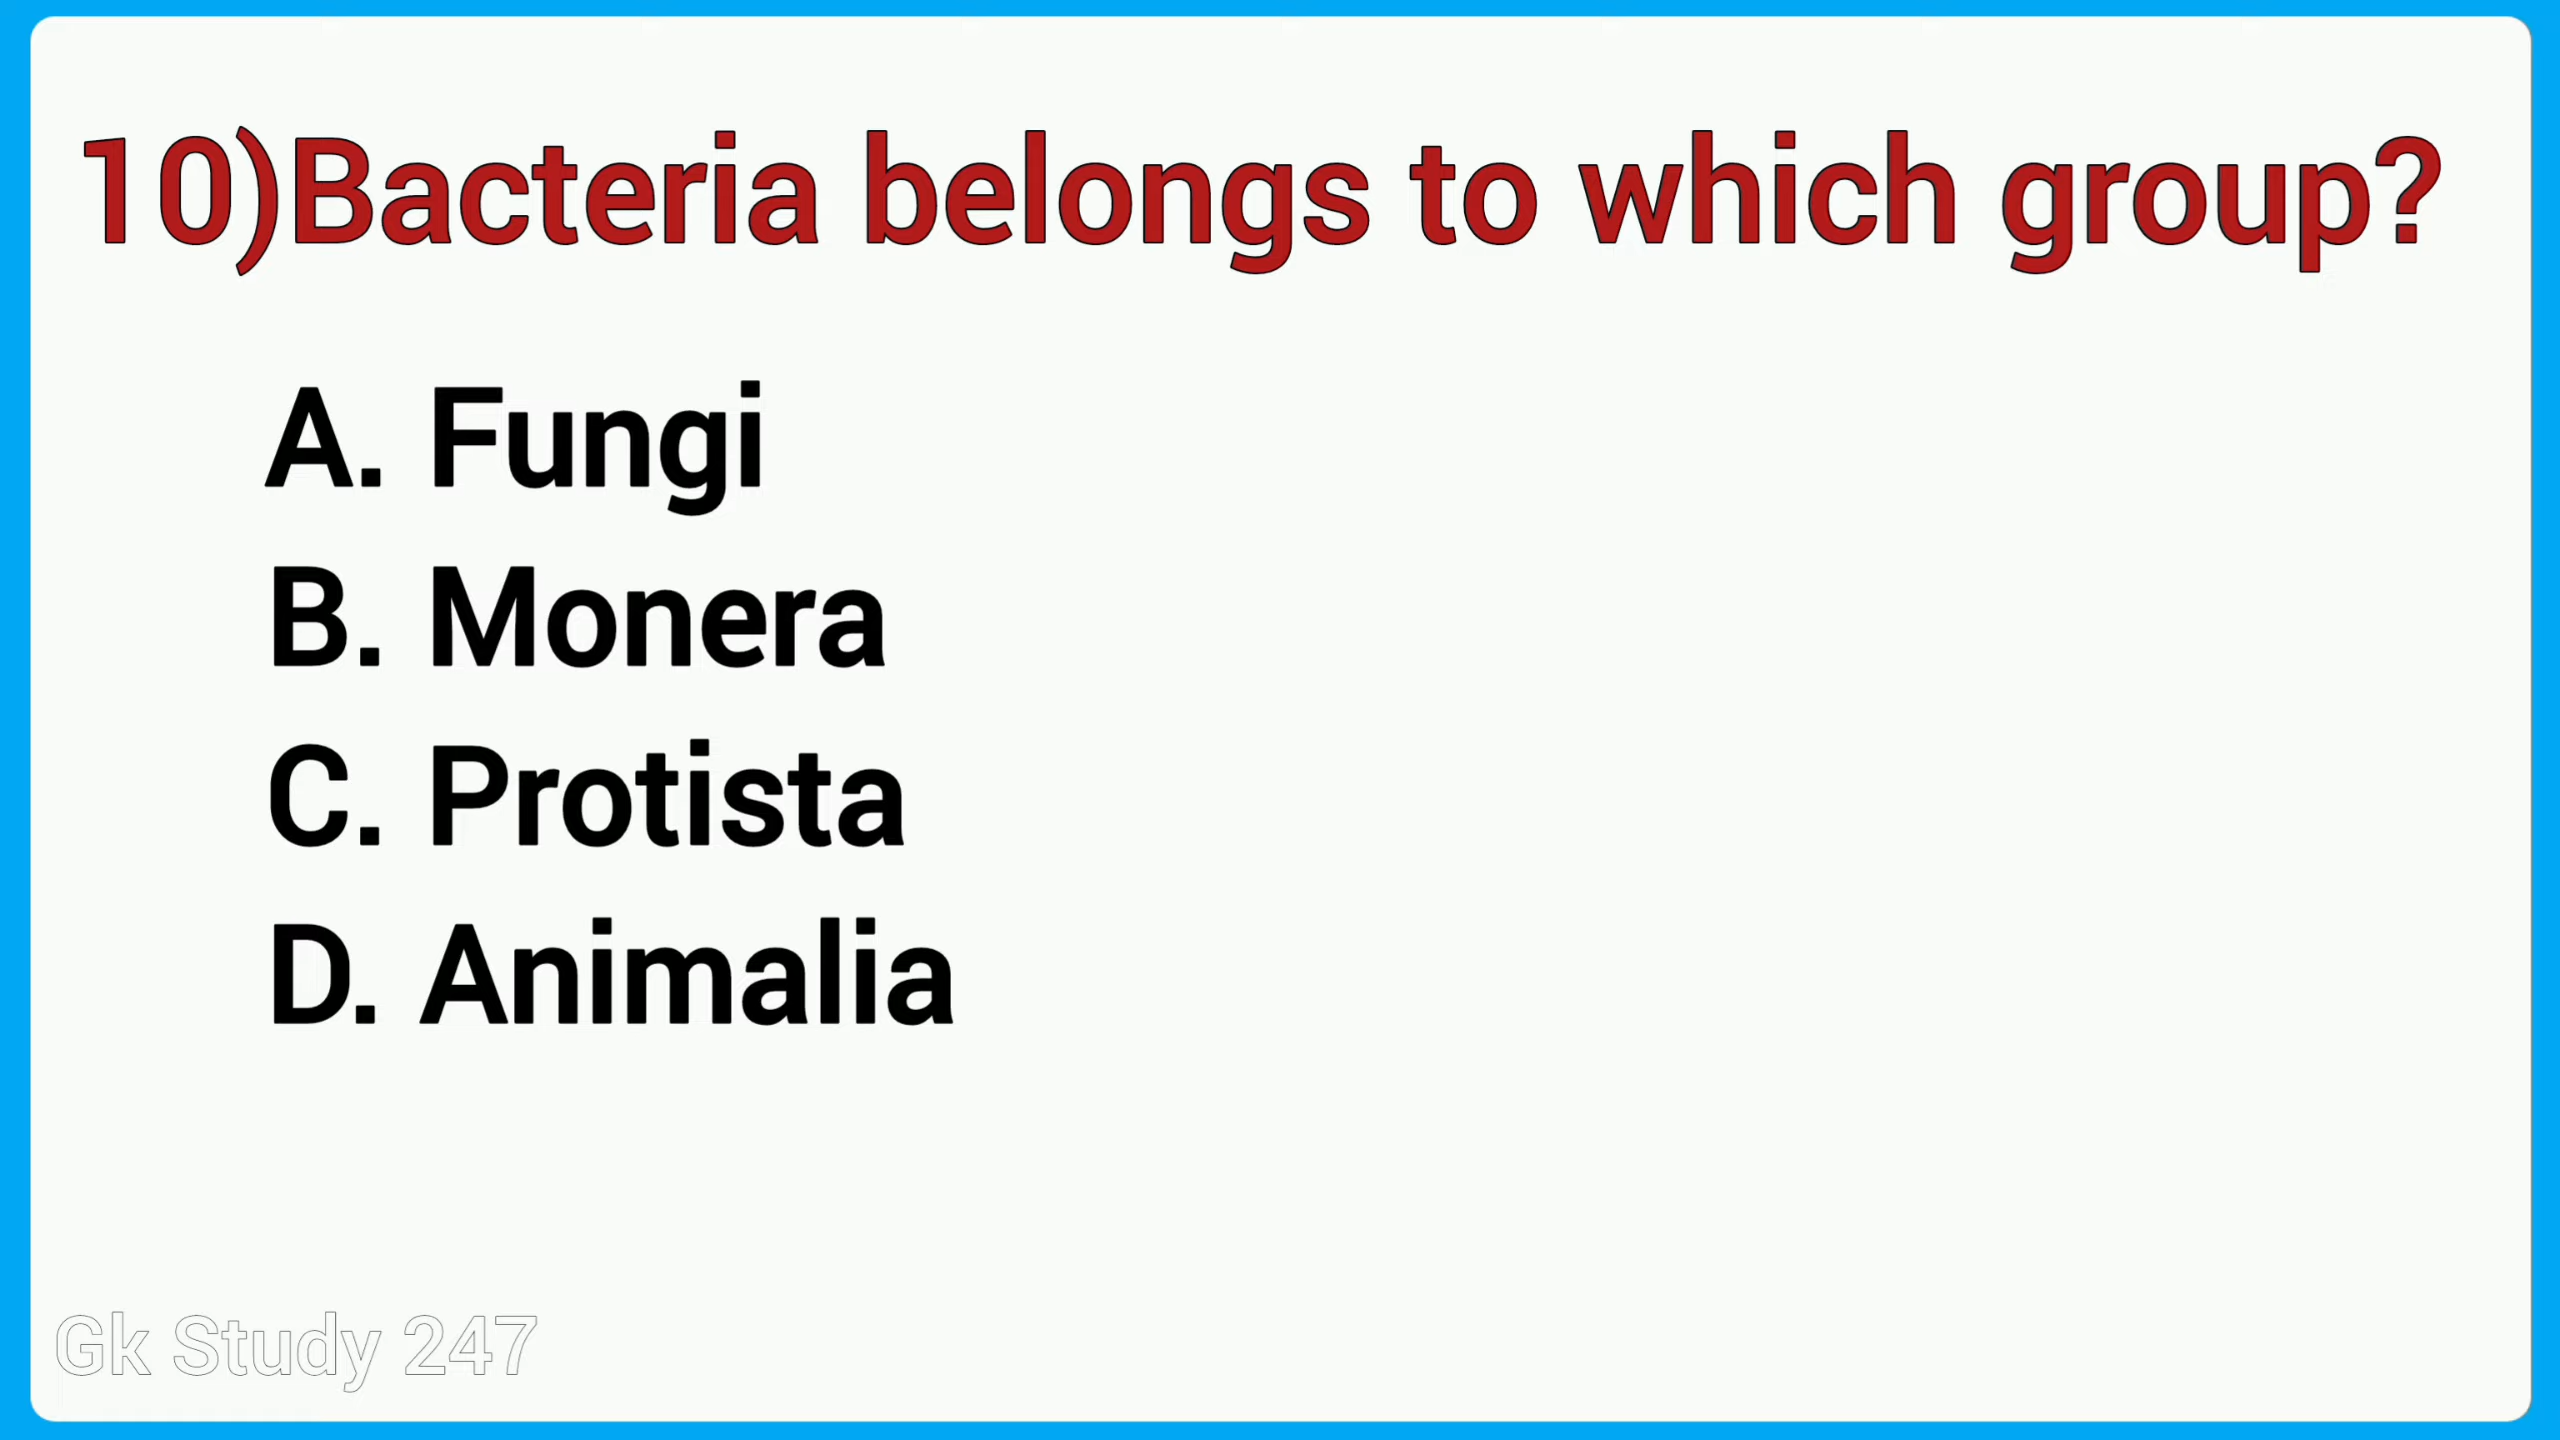 10)Bacteria belongs to which group?
A. Fungi
B. Monera
C. Protista
D. Animalia
Gk Study 247